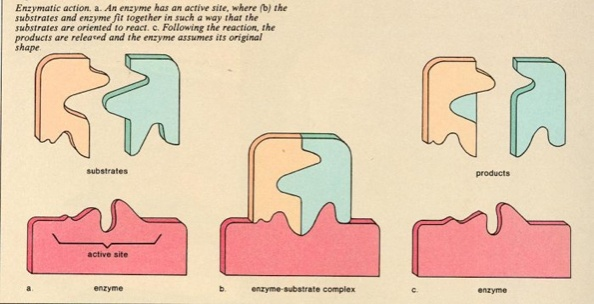 Enzymatic action. a. An enzyme has an active site, where (b) the
substrates and enzyme fit together in such a way that the
substrates are oriented to react. c. Following the reaction, the
products are released and the enzyme assumes its original
shape.
substrates
products
active site
a. enzyme
b. enzyme-substrate complex
c. enzyme